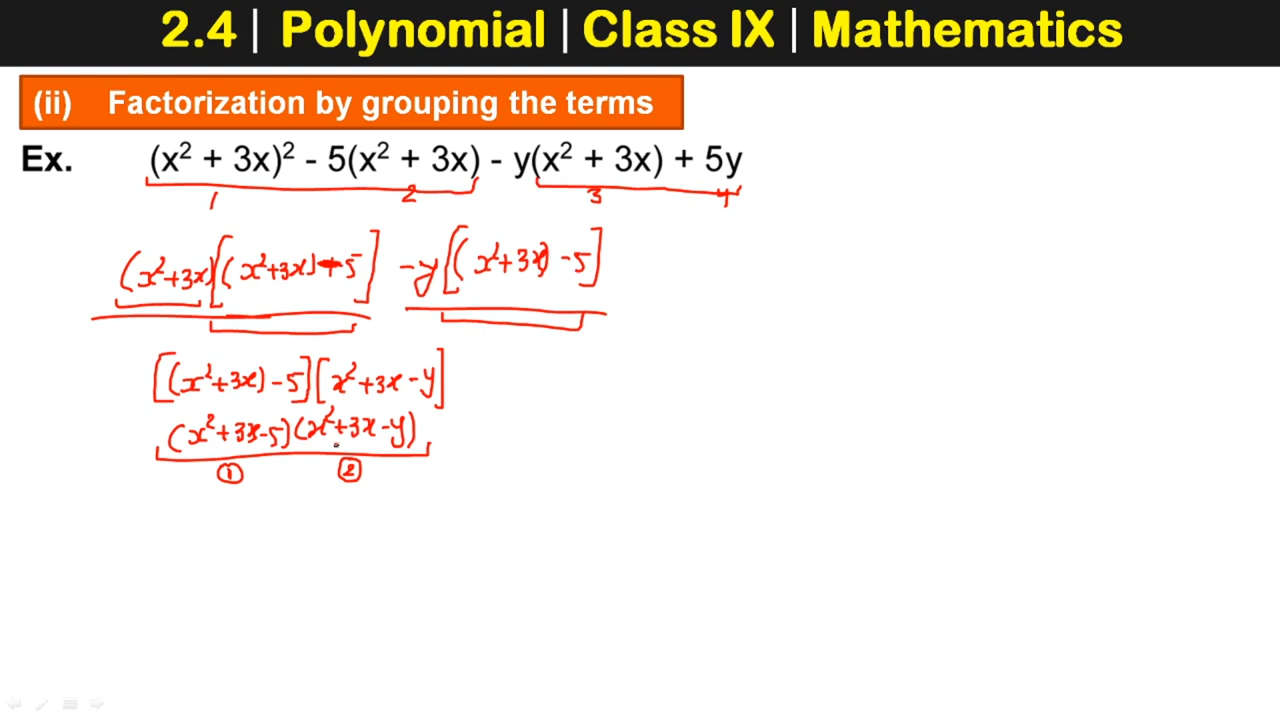 2.4 | Polynomial | Class IX | Mathematics
(ii) Factorization by grouping the terms
Ex. (x² + 3x)² - 5(x² + 3x) - y(x² + 3x) + 5y
1 2 3 4
(x²+3x)[(x²+3x)-5] -y[(x²+3x)-5]
[(x²+3x)-5][x²+3x-y]
(x²+3x-5)(x²+3x-y)
① ②